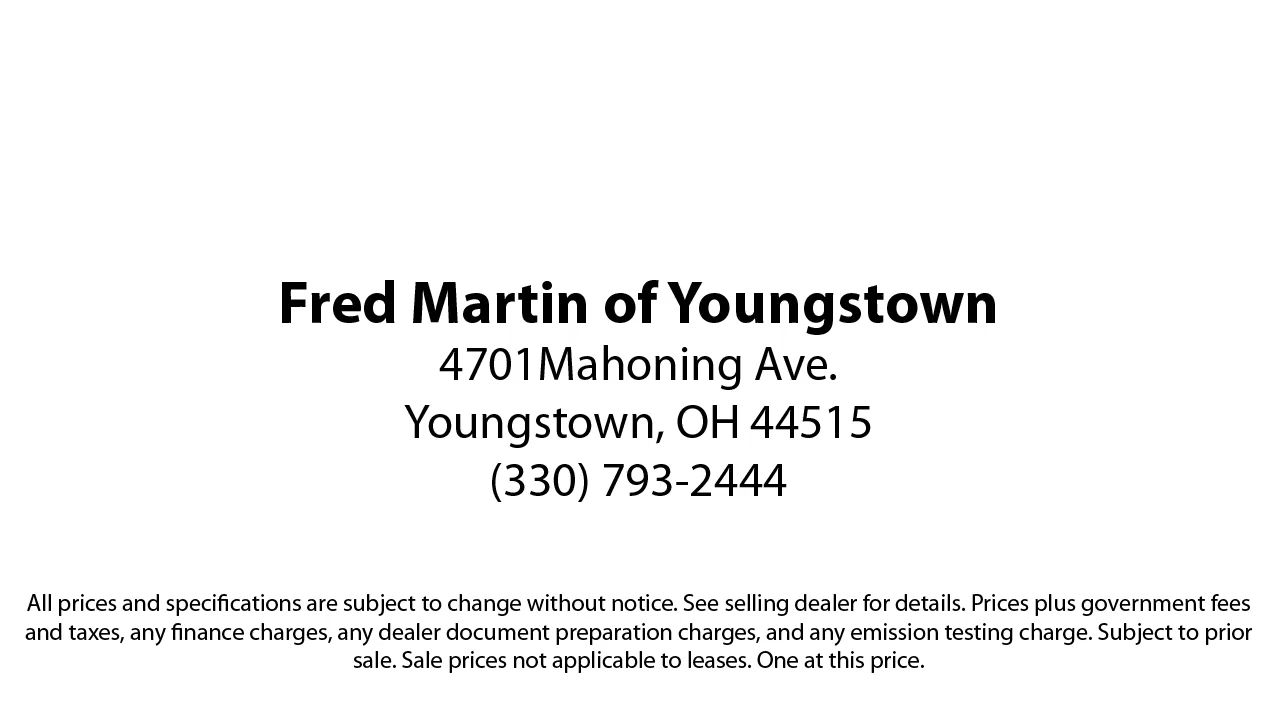 Fred Martin of Youngstown
4701Mahoning Ave.
Youngstown, OH 44515
(330) 793-2444
All prices and specifications are subject to change without notice. See selling dealer for details. Prices plus government fees
and taxes, any finance charges, any dealer document preparation charges, and any emission testing charge. Subject to prior
sale. Sale prices not applicable to leases. One at this price.